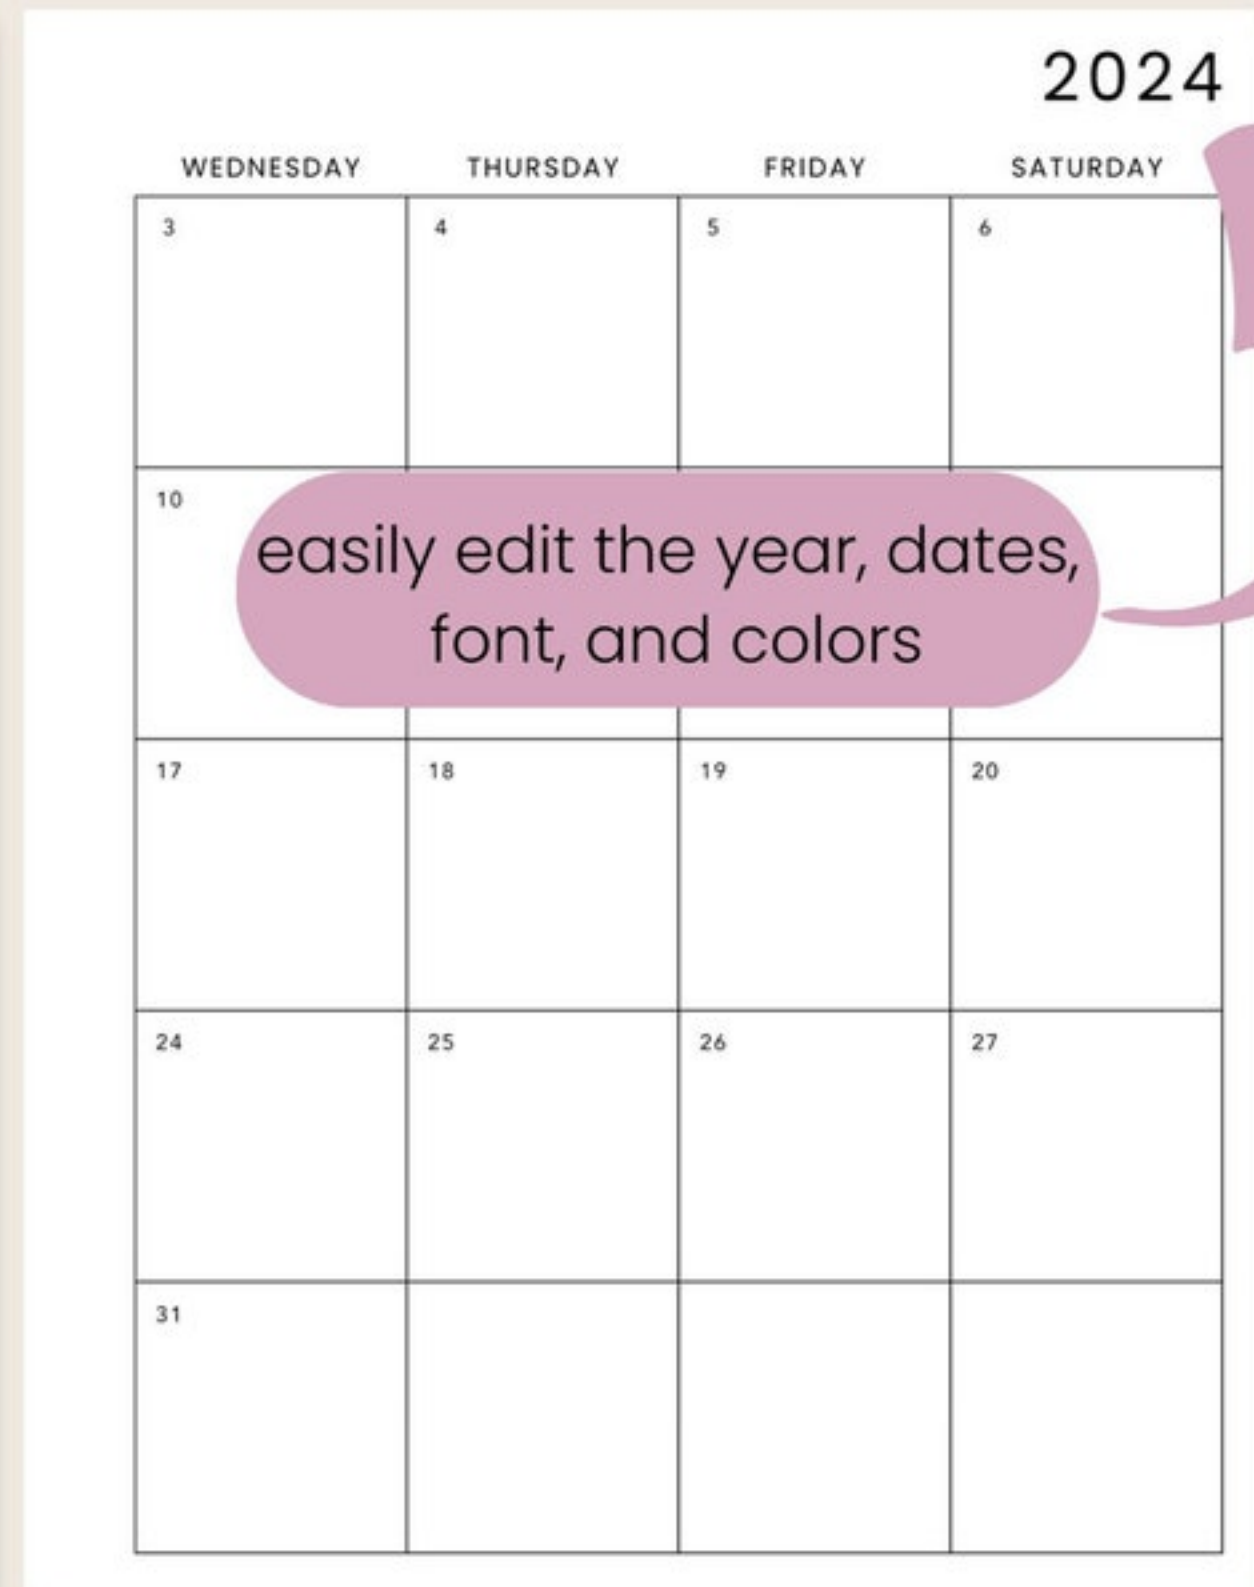 2024
WEDNESDAY THURSDAY FRIDAY SATURDAY
3 4 5 6
10
easily edit the year, dates,
font, and colors
17 18 19 20
24 25 26 27
31